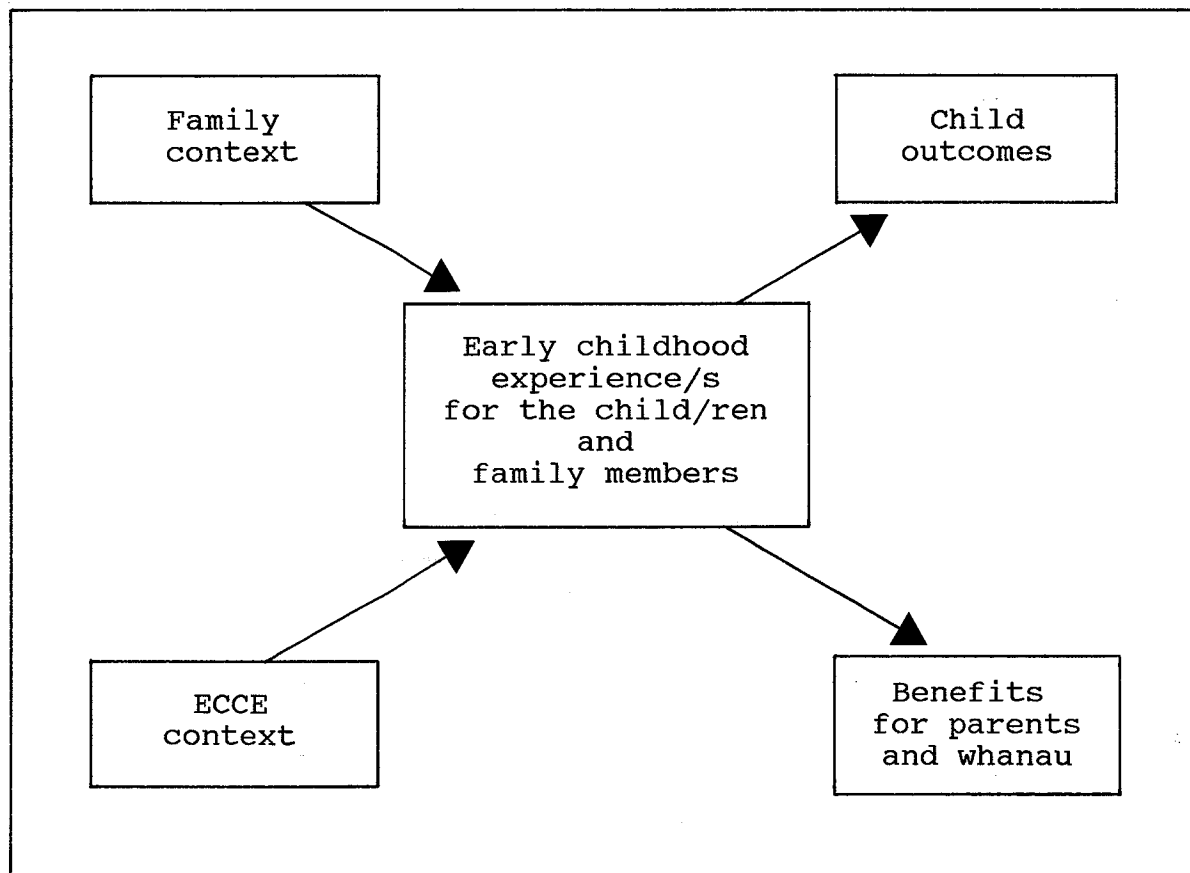 Family
context
Child
outcomes
Early childhood
experience/s
for the child/ren
and
family members
ECCE
context
Benefits
for parents
and whanau